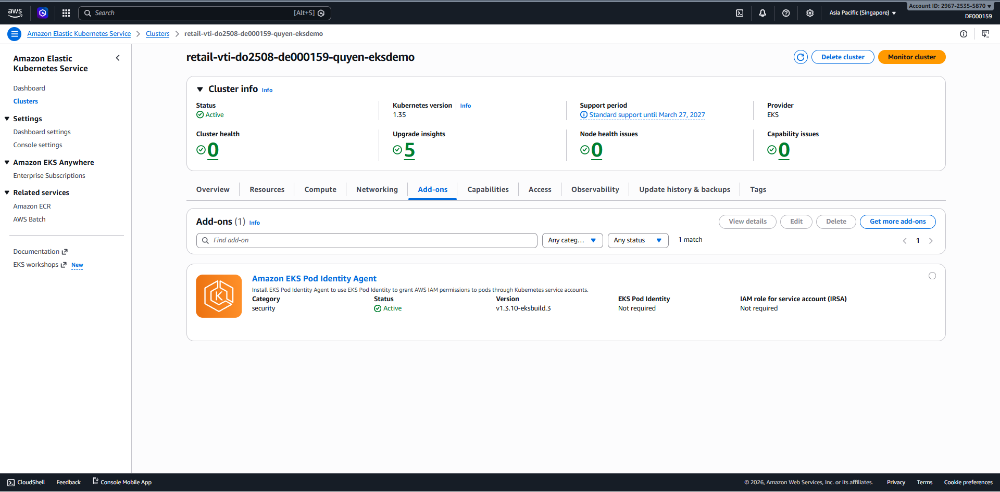 aws
Search [Alt+S]
Asia Pacific (Singapore)
Account ID: 2967-2535-5870
DE000159
Amazon Elastic Kubernetes Service
Clusters
retail-vti-do2508-de000159-quyen-eksdemo
Amazon Elastic
Kubernetes Service
Dashboard
Clusters
Settings
Dashboard settings
Console settings
Amazon EKS Anywhere
Enterprise Subscriptions
Related services
Amazon ECR
AWS Batch
Documentation
EKS workshops New
retail-vti-do2508-de000159-quyen-eksdemo
Delete cluster
Monitor cluster
Cluster info Info
Status
Active
Kubernetes version Info
1.35
Support period
Standard support until March 27, 2027
Provider
EKS
Cluster health
0
Upgrade insights
5
Node health issues
0
Capability issues
0
Overview Resources Compute Networking Add-ons Capabilities Access Observability Update history & backups Tags
Add-ons (1) Info
View details Edit Delete Get more add-ons
Find add-on
Any categ...
Any status
1 match
1
K
Amazon EKS Pod Identity Agent
Install EKS Pod Identity Agent to use EKS Pod Identity to grant AWS IAM permissions to pods through Kubernetes service accounts.
Category
security
Status
Active
Version
v1.3.10-eksbuild.3
EKS Pod Identity
Not required
IAM role for service account (IRSA)
Not required
CloudShell Feedback Console Mobile App
© 2026, Amazon Web Services, Inc. or its affiliates. Privacy Terms Cookie preferences